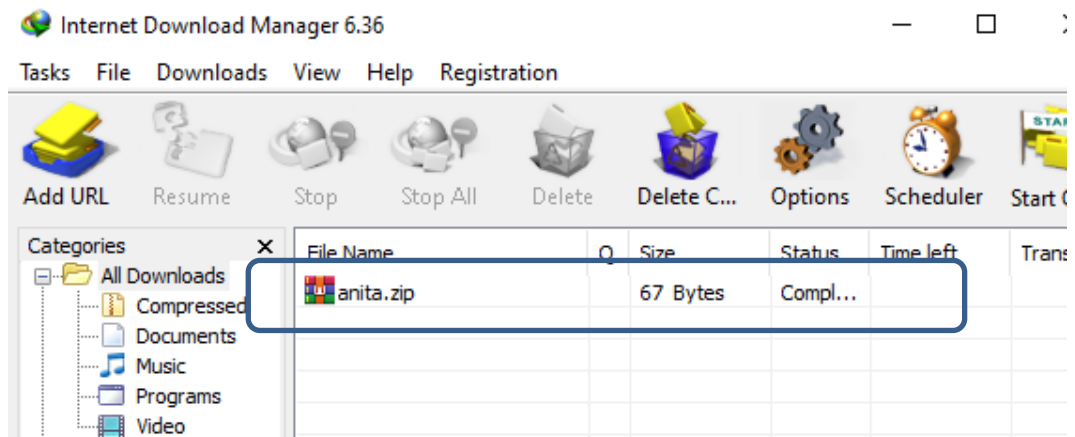 Internet Download Manager 6.36
Tasks File Downloads View Help Registration
Add URL Resume Stop Stop All Delete Delete C... Options Scheduler Start
Categories
All Downloads
Compressed
Documents
Music
Programs
Video
File Name Q Size Status Time left Trans
anita.zip 67 Bytes Compl...